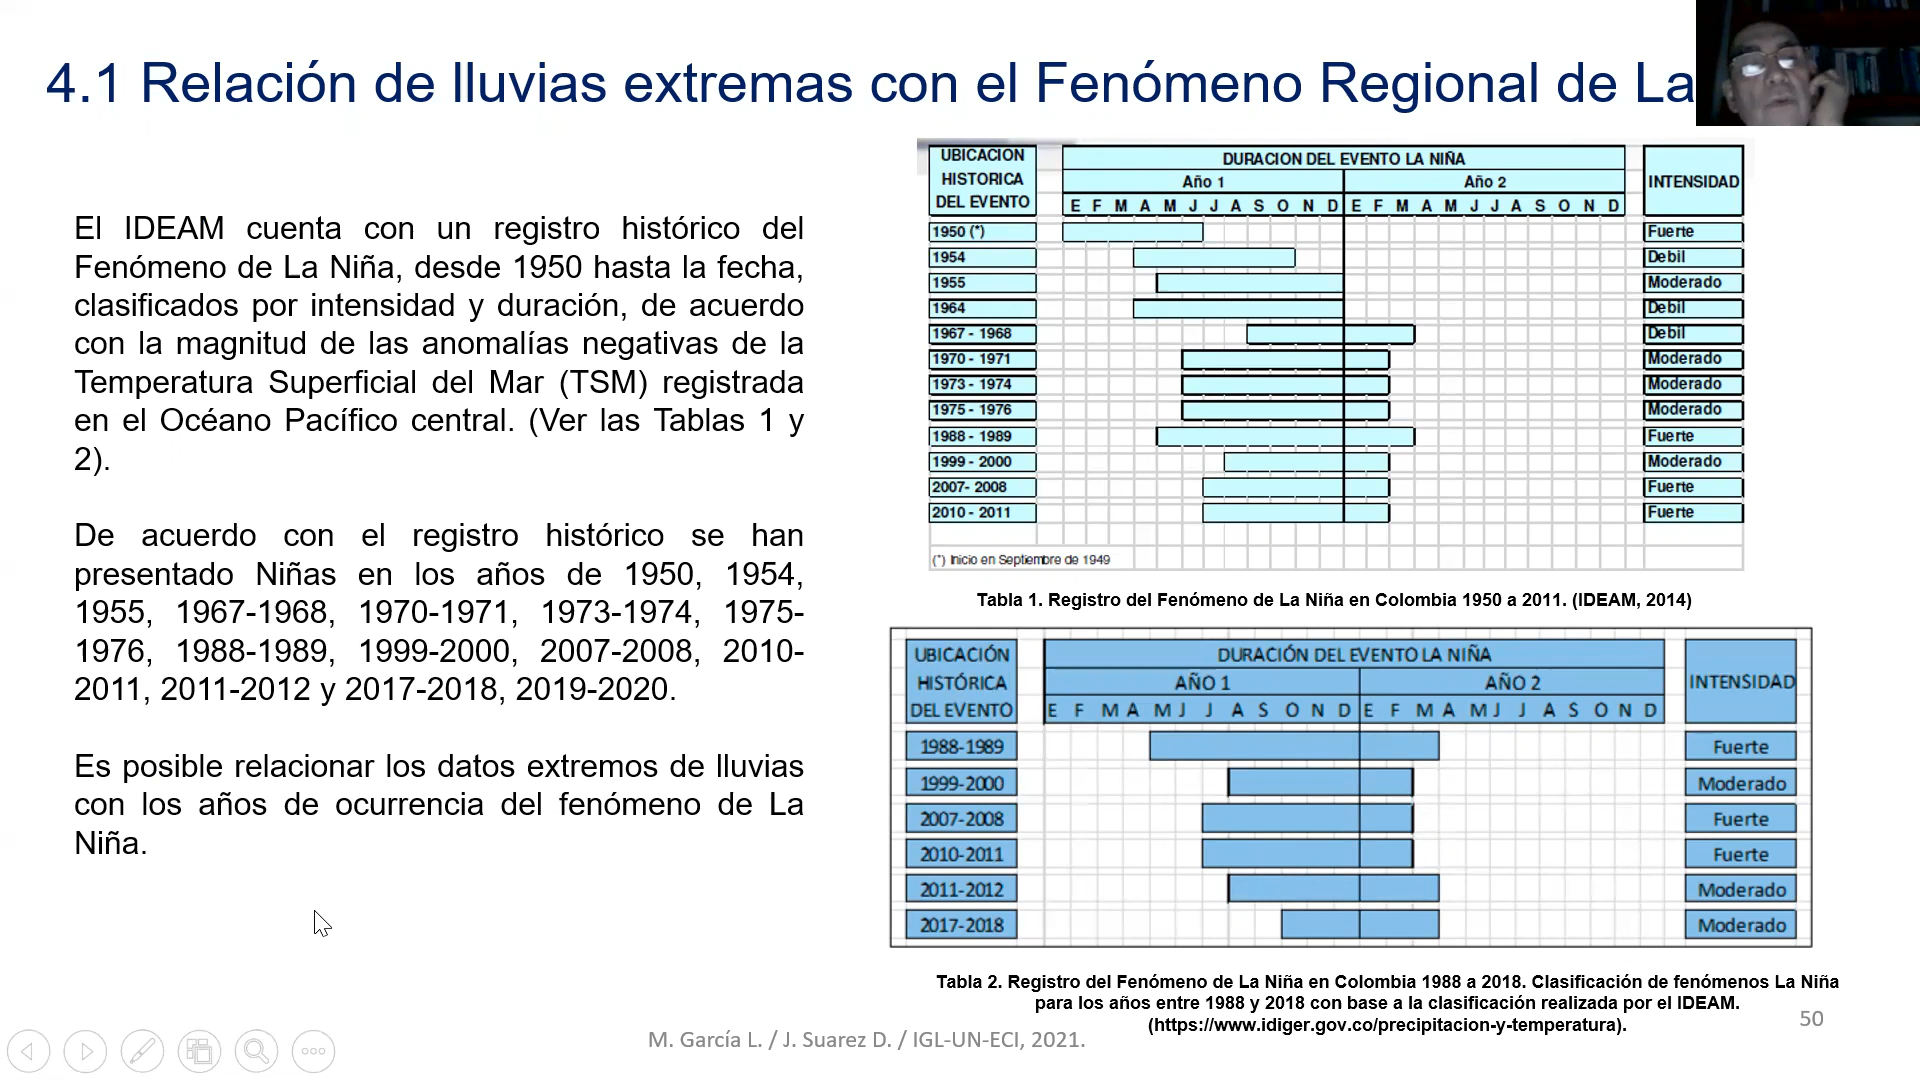 4.1 Relación de lluvias extremas con el Fenómeno Regional de La
El IDEAM cuenta con un registro histórico del
Fenómeno de La Niña, desde 1950 hasta la fecha,
clasificados por intensidad y duración, de acuerdo
con la magnitud de las anomalías negativas de la
Temperatura Superficial del Mar (TSM) registrada
en el Océano Pacífico central. (Ver las Tablas 1 y
2).
De acuerdo con el registro histórico se han
presentado Niñas en los años de 1950, 1954,
1955, 1967-1968, 1970-1971, 1973-1974, 1975-
1976, 1988-1989, 1999-2000, 2007-2008, 2010-
2011, 2011-2012 y 2017-2018, 2019-2020.
Es posible relacionar los datos extremos de lluvias
con los años de ocurrencia del fenómeno de La
Niña.
UBICACION
HISTORICA
DEL EVENTO
DURACION DEL EVENTO LA NIÑA
Año 1 Año 2
E F M A M J J A S O N D E F M A M J J A S O N D
INTENSIDAD
1950 (*) Fuerte
1954 Debil
1955 Moderado
1964 Debil
1967 - 1968 Debil
1970 - 1971 Moderado
1973 - 1974 Moderado
1975 - 1976 Moderado
1988 - 1989 Fuerte
1999 - 2000 Moderado
2007- 2008 Fuerte
2010 - 2011 Fuerte
(*) Inicio en Septiembre de 1949
Tabla 1. Registro del Fenómeno de La Niña en Colombia 1950 a 2011. (IDEAM, 2014)
UBICACIÓN
HISTÓRICA
DEL EVENTO
DURACIÓN DEL EVENTO LA NIÑA
AÑO 1 AÑO 2
E F M A M J J A S O N D E F M A M J J A S O N D
INTENSIDAD
1988-1989 Fuerte
1999-2000 Moderado
2007-2008 Fuerte
2010-2011 Fuerte
2011-2012 Moderado
2017-2018 Moderado
Tabla 2. Registro del Fenómeno de La Niña en Colombia 1988 a 2018. Clasificación de fenómenos La Niña
para los años entre 1988 y 2018 con base a la clasificación realizada por el IDEAM.
(https://www.idiger.gov.co/precipitacion-y-temperatura).
M. García L. / J. Suarez D. / IGL-UN-ECI, 2021.
50